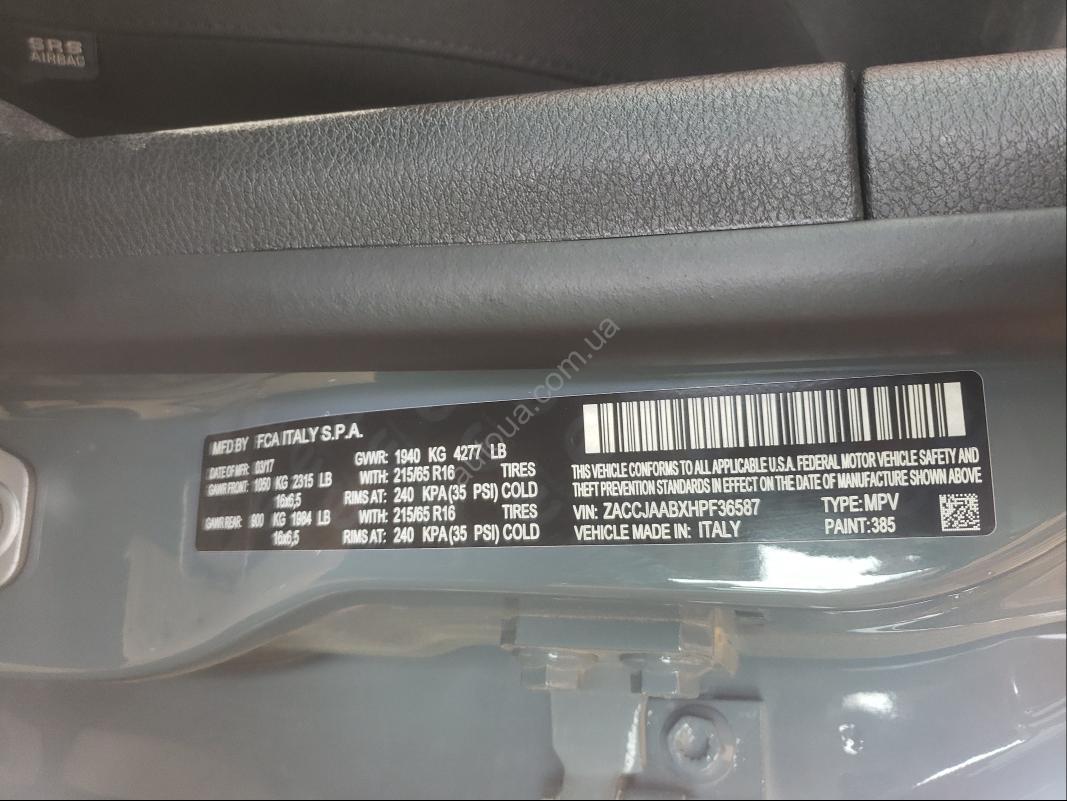 SRS
AIRBAG
MFD BY FCA ITALY S.P.A.
DATE OF MFR: 03/17 GVWR: 1940 KG 4277 LB
GAWR FRONT: 1050 KG 2315 LB WITH: 215/65 R16 TIRES
16x6,5 RIMS AT: 240 KPA(35 PSI) COLD
GAWR REAR: 900 KG 1984 LB WITH: 215/65 R16 TIRES
16x6,5 RIMS AT: 240 KPA(35 PSI) COLD
THIS VEHICLE CONFORMS TO ALL APPLICABLE U.S.A. FEDERAL MOTOR VEHICLE SAFETY AND
THEFT PREVENTION STANDARDS IN EFFECT ON THE DATE OF MANUFACTURE SHOWN ABOVE
VIN: ZACCJAABXHPF36587 TYPE: MPV
VEHICLE MADE IN: ITALY PAINT: 385
autoua.com.ua